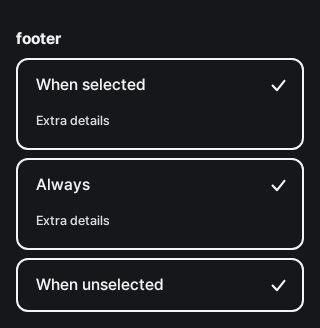 footer
When selected
Extra details
Always
Extra details
When unselected